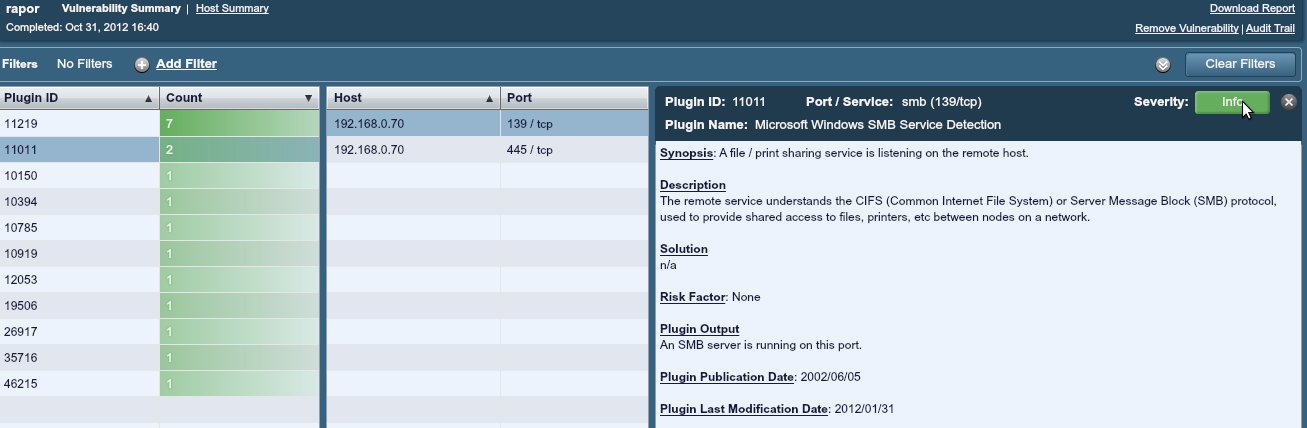 rapor Vulnerability Summary | Host Summary Download Report
Completed: Oct 31, 2012 16:40 Remove Vulnerability | Audit Trail
Filters No Filters Add Filter Clear Filters
Plugin ID Count Host Port
11219 7 192.168.0.70 139 / tcp
11011 2 192.168.0.70 445 / tcp
10150 1
10394 1
10785 1
10919 1
12053 1
19506 1
26917 1
35716 1
46215 1
Plugin ID: 11011 Port / Service: smb (139/tcp) Severity: Info
Plugin Name: Microsoft Windows SMB Service Detection
Synopsis: A file / print sharing service is listening on the remote host.
Description
The remote service understands the CIFS (Common Internet File System) or Server Message Block (SMB) protocol,
used to provide shared access to files, printers, etc between nodes on a network.
Solution
n/a
Risk Factor: None
Plugin Output
An SMB server is running on this port.
Plugin Publication Date: 2002/06/05
Plugin Last Modification Date: 2012/01/31